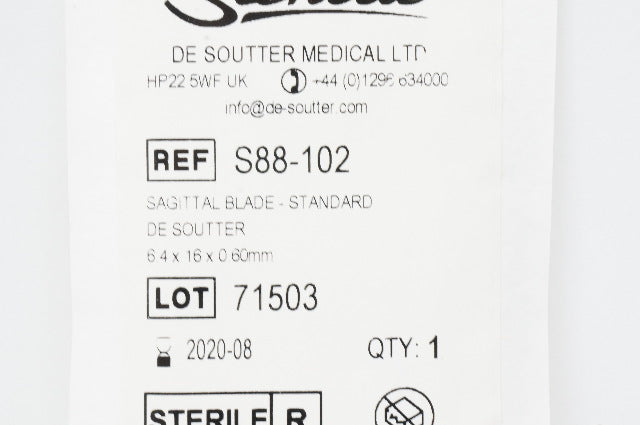 DE SOUTTER MEDICAL LTD
HP22 5WF UK +44 (0)1296 634000
info@de-soutter.com
REF S88-102
SAGITTAL BLADE - STANDARD
DE SOUTTER
6.4 x 16 x 0.60mm
LOT 71503
2020-08 QTY: 1
STERILE R